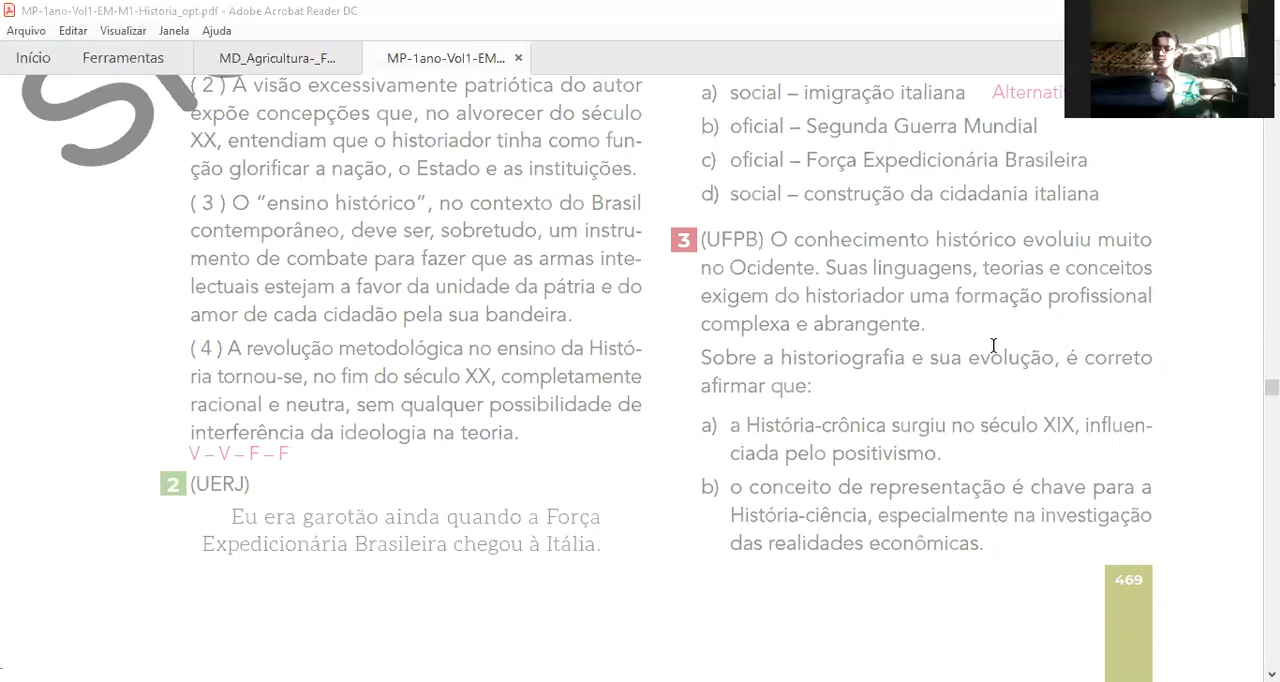 MP-1ano-Vol1-EM-M1-Historia_opt.pdf - Adobe Acrobat Reader DC
Arquivo Editar Visualizar Janela Ajuda
Início Ferramentas MD_Agricultura-_F... MP-1ano-Vol1-EM... ×
( 2 ) A visão excessivamente patriótica do autor
expõe concepções que, no alvorecer do século
XX, entendiam que o historiador tinha como fun-
ção glorificar a nação, o Estado e as instituições.
( 3 ) O “ensino histórico”, no contexto do Brasil
contemporâneo, deve ser, sobretudo, um instru-
mento de combate para fazer que as armas inte-
lectuais estejam a favor da unidade da pátria e do
amor de cada cidadão pela sua bandeira.
( 4 ) A revolução metodológica no ensino da Histó-
ria tornou-se, no fim do século XX, completamente
racional e neutra, sem qualquer possibilidade de
interferência da ideologia na teoria.
V – V – F – F
2 (UERJ)
Eu era garotão ainda quando a Força
Expedicionária Brasileira chegou à Itália.
a) social – imigração italiana
b) oficial – Segunda Guerra Mundial
c) oficial – Força Expedicionária Brasileira
d) social – construção da cidadania italiana
3 (UFPB) O conhecimento histórico evoluiu muito
no Ocidente. Suas linguagens, teorias e conceitos
exigem do historiador uma formação profissional
complexa e abrangente.
Sobre a historiografia e sua evolução, é correto
afirmar que:
a) a História-crônica surgiu no século XIX, influen-
ciada pelo positivismo.
b) o conceito de representação é chave para a
História-ciência, especialmente na investigação
das realidades econômicas.
469